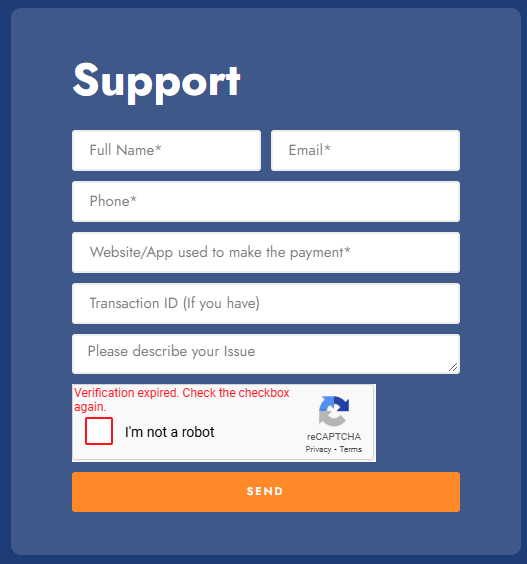 Support
Full Name*
Email*
Phone*
Website/App used to make the payment*
Transaction ID (If you have)
Please describe your Issue
Verification expired. Check the checkbox
again.
I'm not a robot
reCAPTCHA
Privacy - Terms
SEND